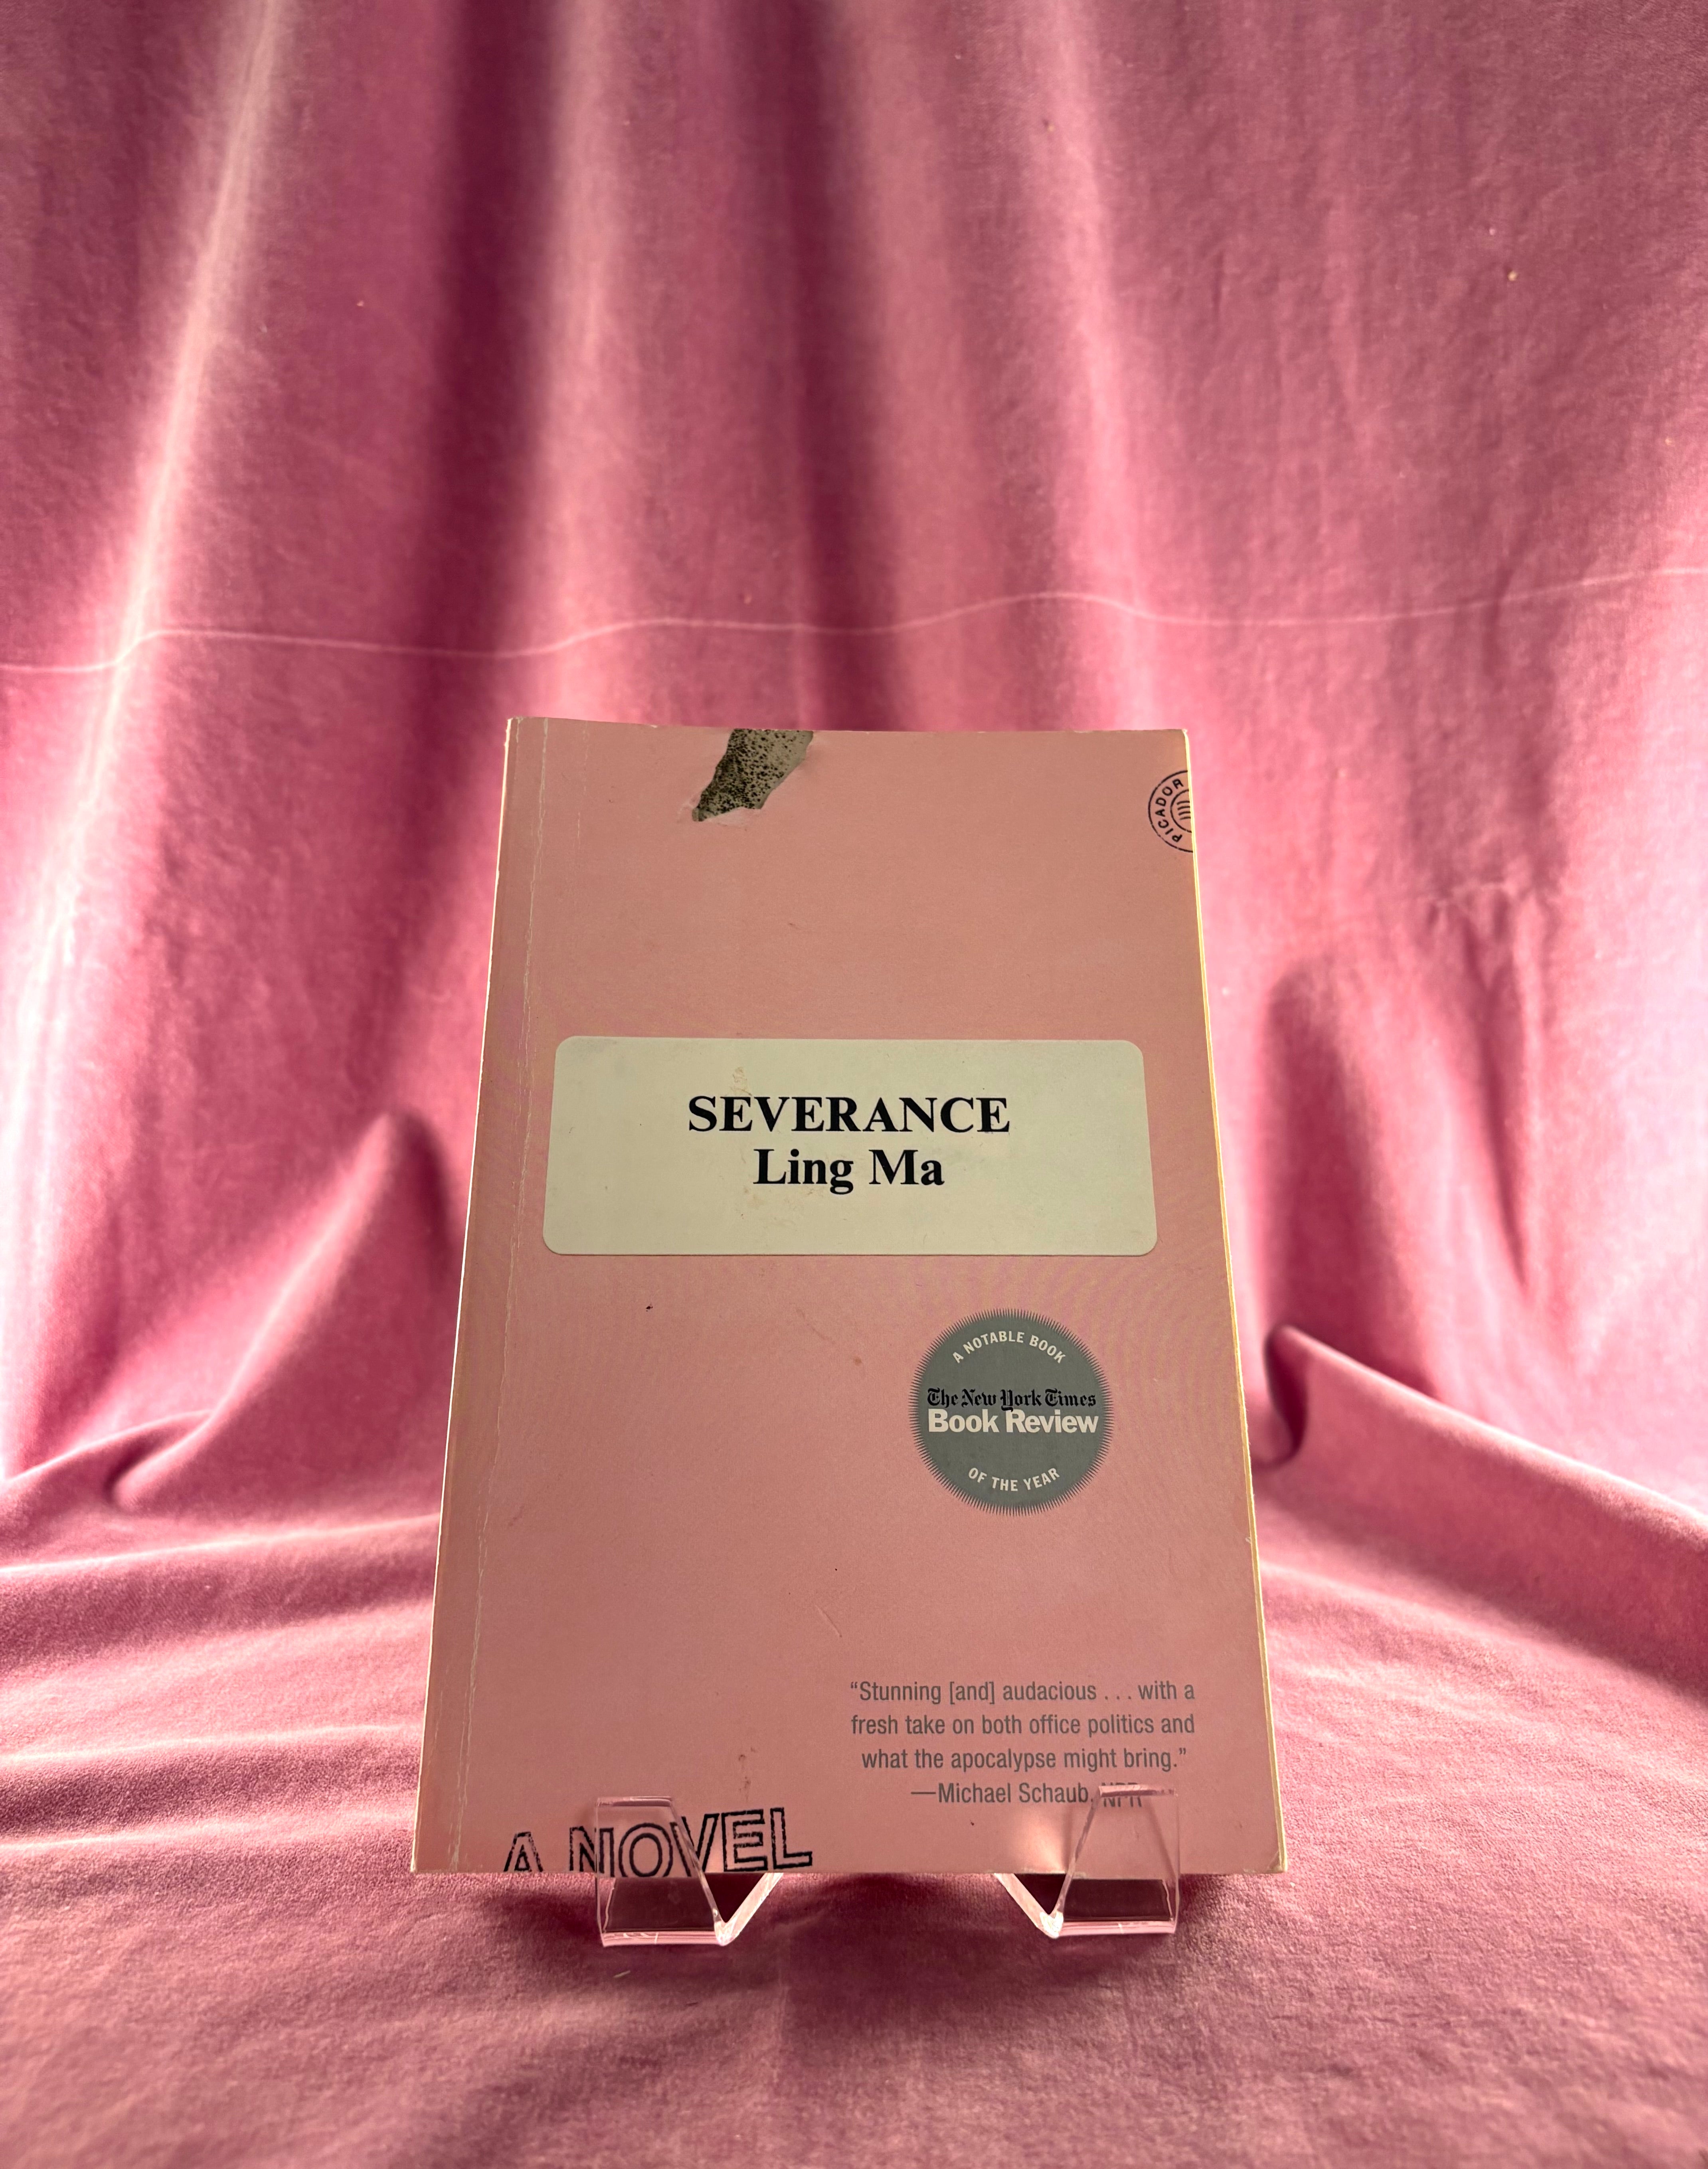 PICADOR
SEVERANCE
Ling Ma
A NOTABLE BOOK
The New York Times
Book Review
OF THE YEAR
“Stunning [and] audacious . . . with a
fresh take on both office politics and
what the apocalypse might bring.”
—Michael Schaub, NPR
A NOVEL